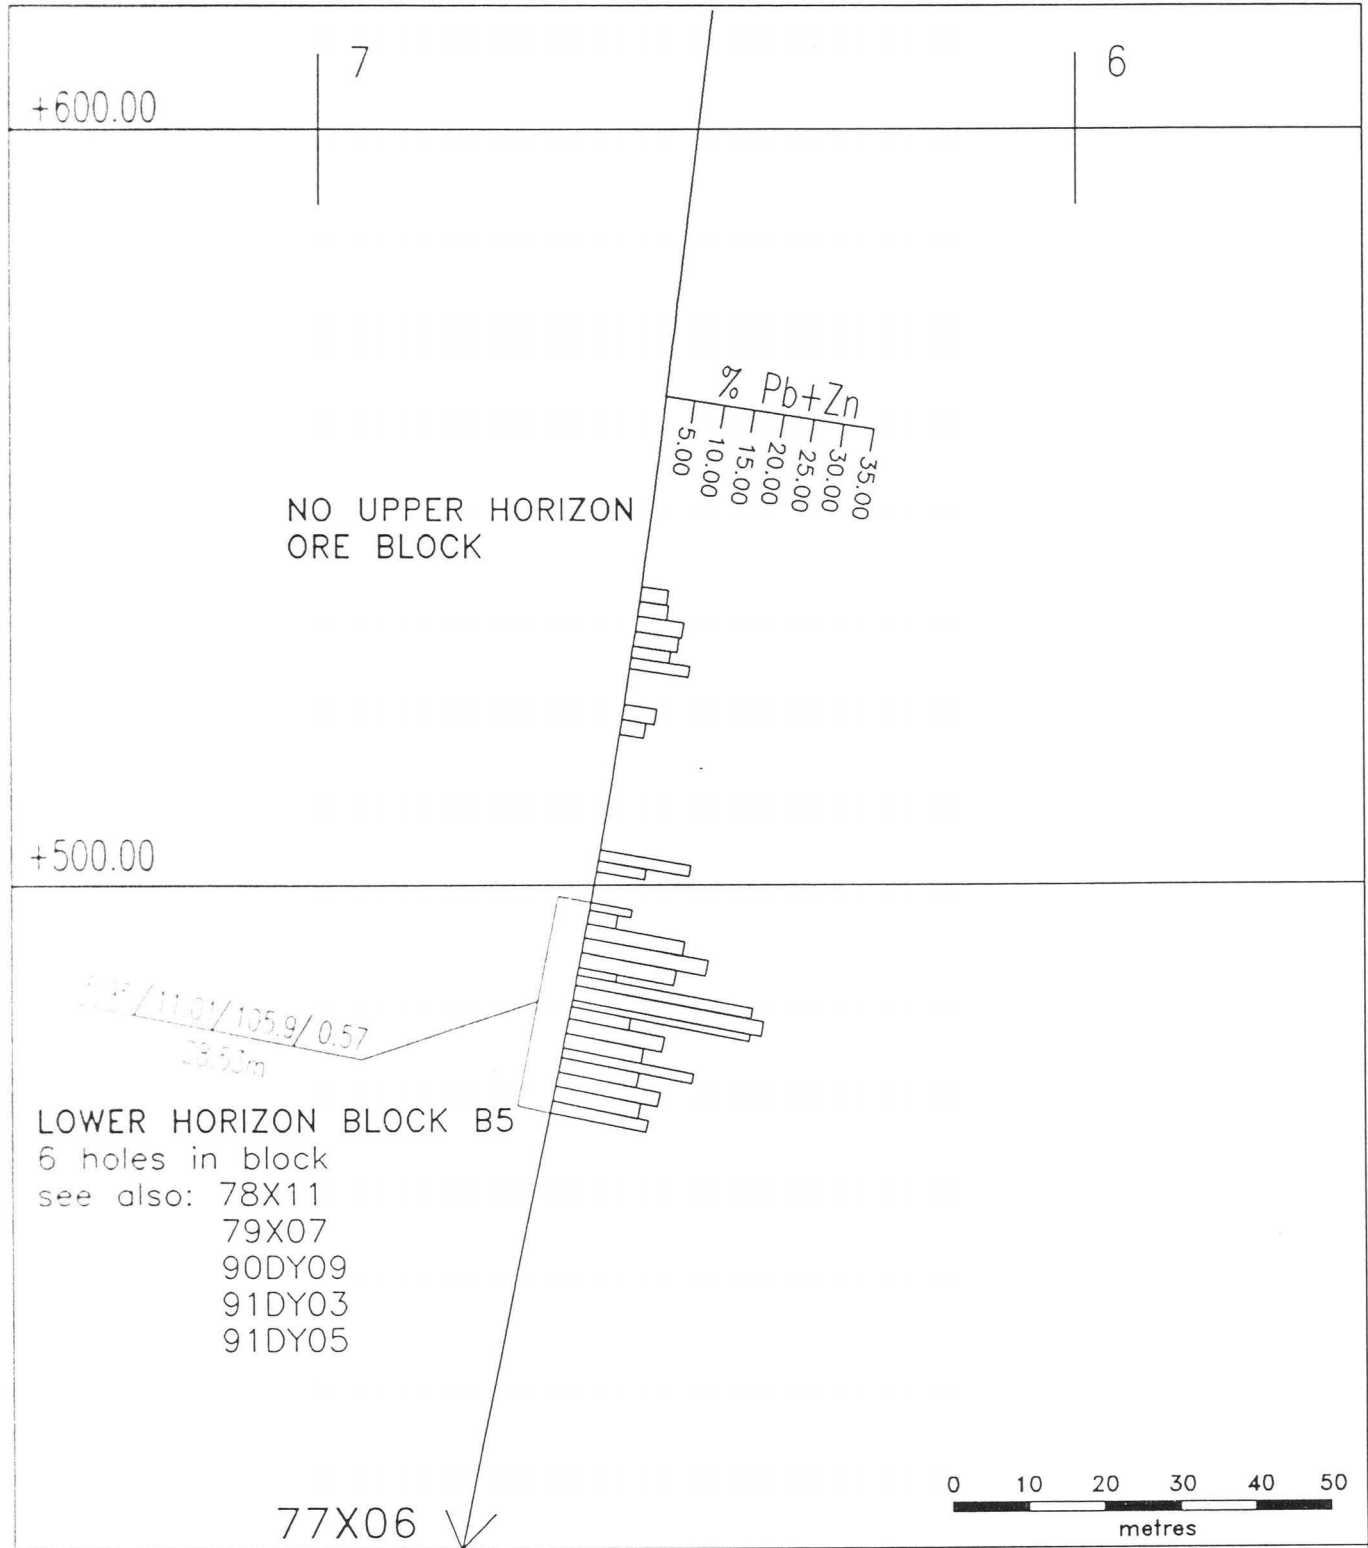 7
6
+600.00
% Pb+Zn
5.00
10.00
15.00
20.00
25.00
30.00
35.00
NO UPPER HORIZON
ORE BLOCK
+500.00
/11.01/105.9/0.57
LOWER HORIZON BLOCK B5
6 holes in block
see also: 78X11
79X07
90DY09
91DY03
91DY05
77X06
0 10 20 30 40 50
metres